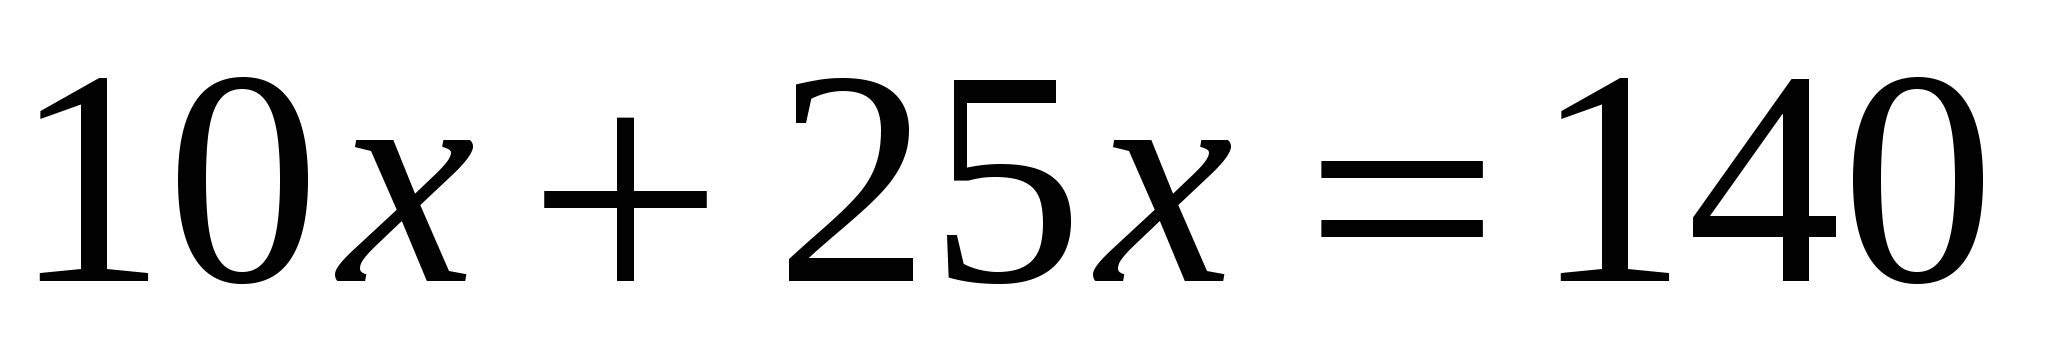 10x + 25x = 140